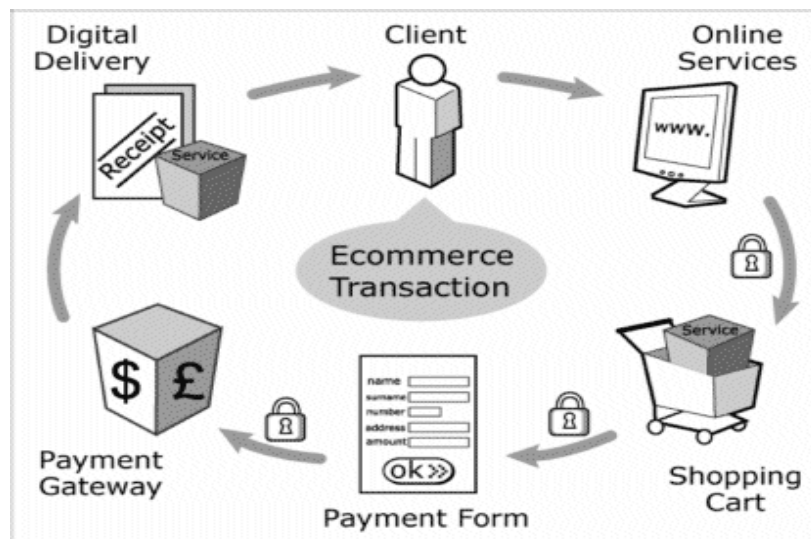 Digital
Delivery
Client
Online
Services
Receipt
Service
www.
Ecommerce
Transaction
Service
$ £
name
surname
number
address
amount
ok»
Payment
Gateway
Payment Form
Shopping
Cart